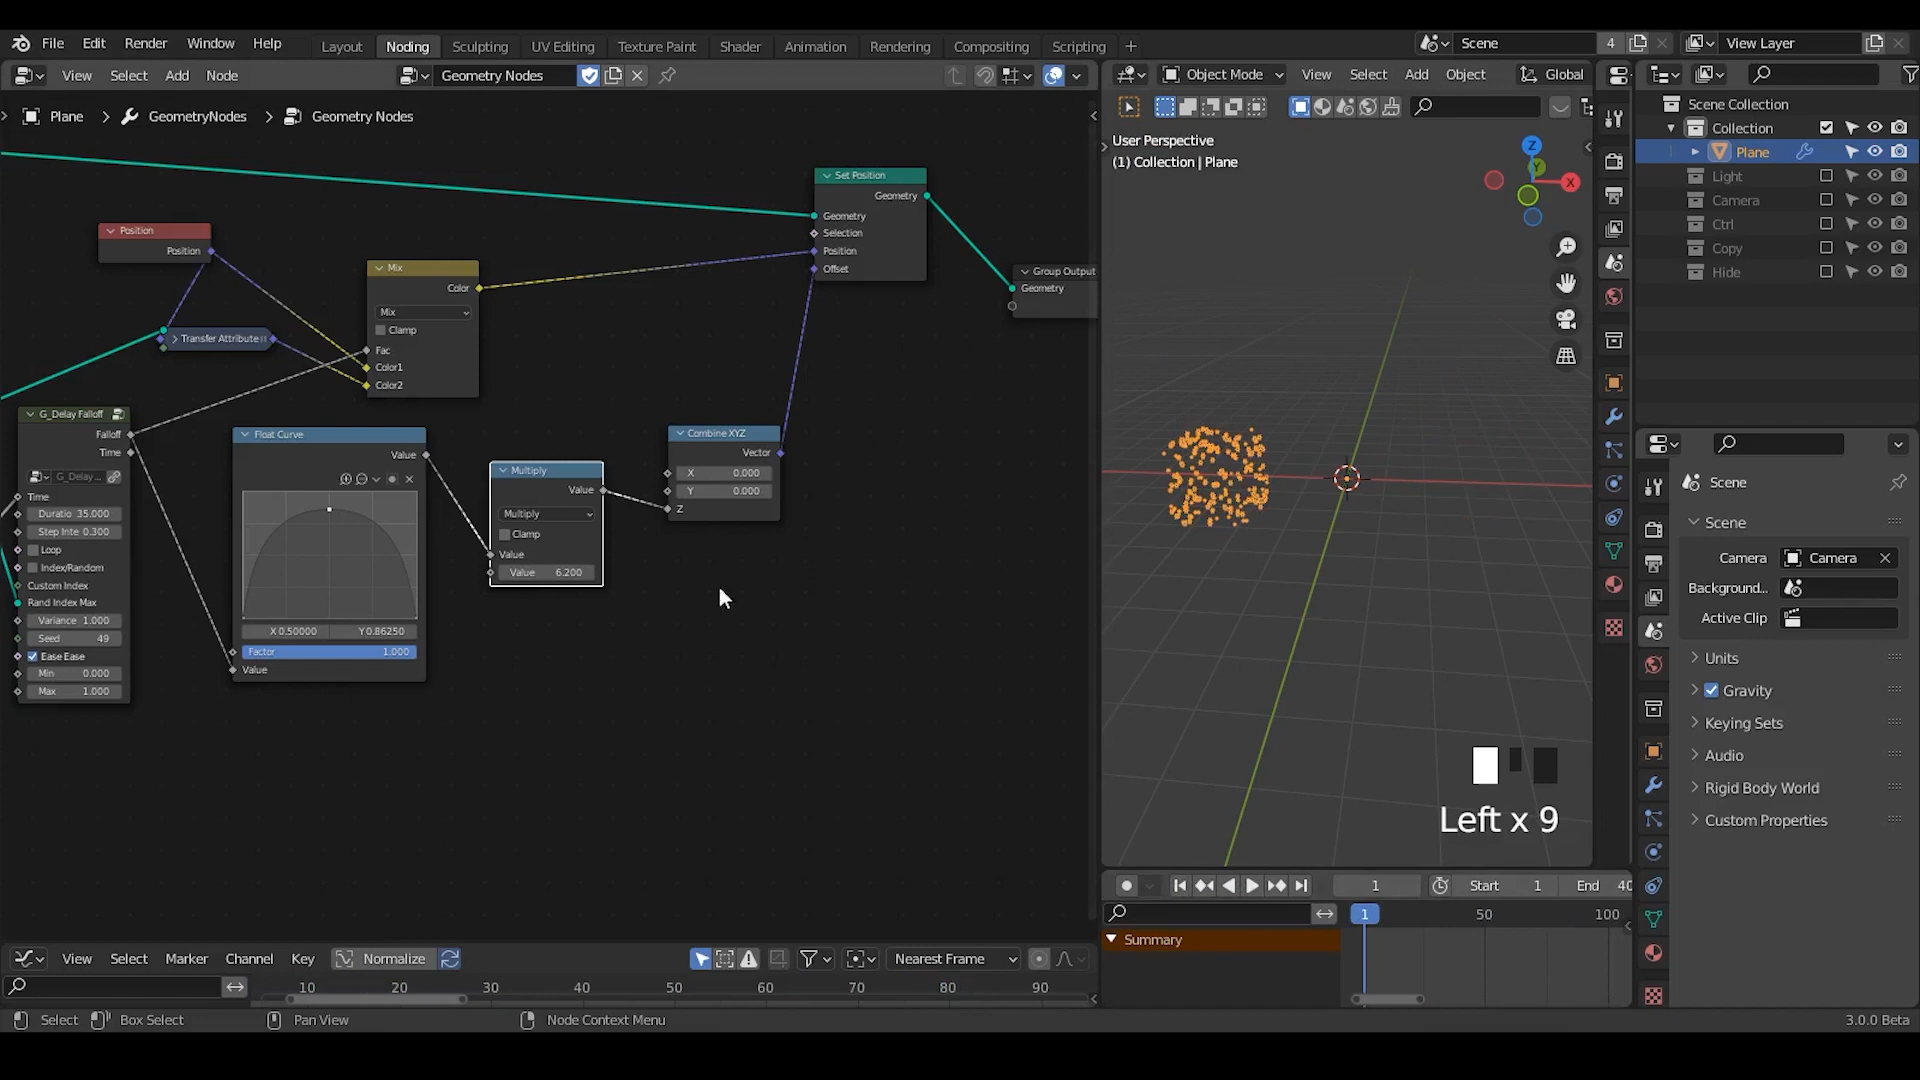 File Edit Render Window Help Layout Noding Sculpting UV Editing Texture Paint Shader Animation Rendering Compositing Scripting + Scene 4 View Layer
View Select Add Node Geometry Nodes
Object Mode View Select Add Object Global
Plane > GeometryNodes > Geometry Nodes
Set Position
Geometry
Geometry
Selection
Position
Offset
Group Output
Geometry
Position
Position
Mix
Color
Mix
Clamp
Fac
Color1
Color2
Transfer Attribute
G_Delay Falloff
Falloff
Time
G_Delay...
Time
Duratio 35.000
Step Inte 0.300
Loop
Index/Random
Custom Index
Rand Index Max
Variance 1.000
Seed 49
Ease Ease
Min 0.000
Max 1.000
Float Curve
Value
X 0.50000 Y 0.86250
Factor 1.000
Value
Multiply
Value
Multiply
Clamp
Value
Value 6.200
Combine XYZ
Vector
X 0.000
Y 0.000
Z
User Perspective
(1) Collection | Plane
Z
Y
X
Left x 9
1 Start 1 End 40
1 50 100
Summary
Scene Collection
Collection
Plane
Light
Camera
Ctrl
Copy
Hide
Scene
Scene
Camera Camera
Background...
Active Clip
Units
Gravity
Keying Sets
Audio
Rigid Body World
Custom Properties
View Select Marker Channel Key Normalize Nearest Frame
10 20 30 40 50 60 70 80 90
Select Box Select Pan View Node Context Menu 3.0.0 Beta